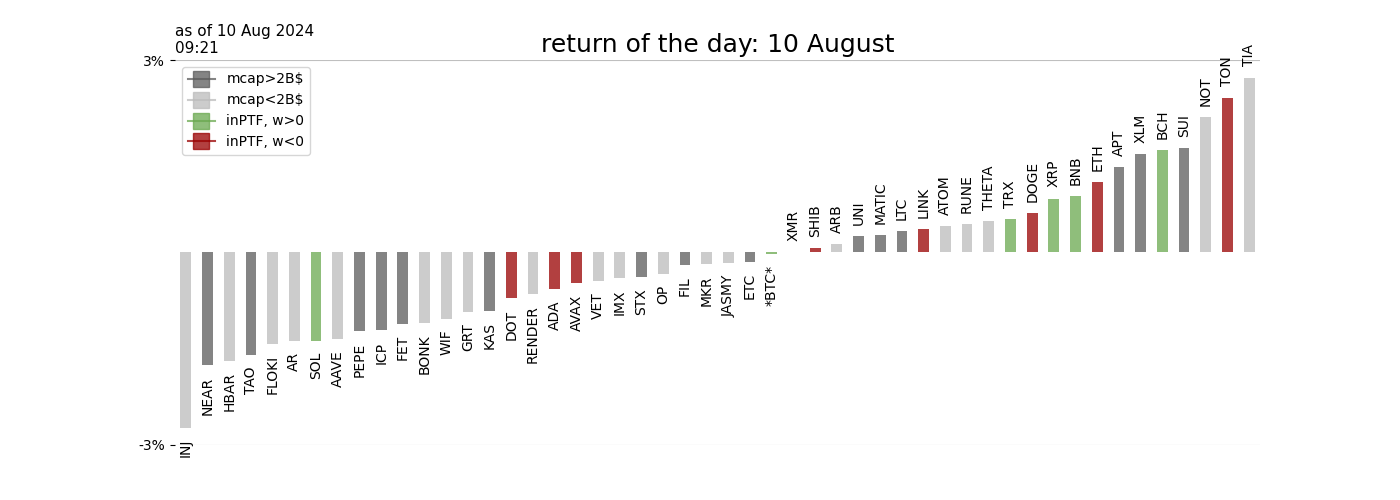 as of 10 Aug 2024
09:21
return of the day: 10 August
3%
mcap>2B$
mcap<2B$
inPTF, w>0
inPTF, w<0
-3%
INJ
NEAR
HBAR
TAO
FLOKI
AR
SOL
AAVE
PEPE
ICP
FET
BONK
WIF
GRT
KAS
DOT
RENDER
ADA
AVAX
VET
IMX
STX
OP
FIL
MKR
JASMY
ETC
*BTC*
XMR
SHIB
ARB
UNI
MATIC
LTC
LINK
ATOM
RUNE
THETA
TRX
DOGE
XRP
BNB
ETH
APT
XLM
BCH
SUI
NOT
TON
TIA